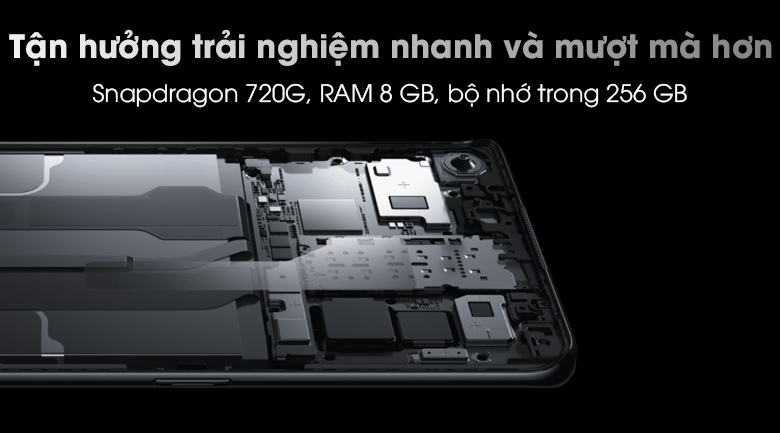 Tận hưởng trải nghiệm nhanh và mượt mà hơn
Snapdragon 720G, RAM 8 GB, bộ nhớ trong 256 GB